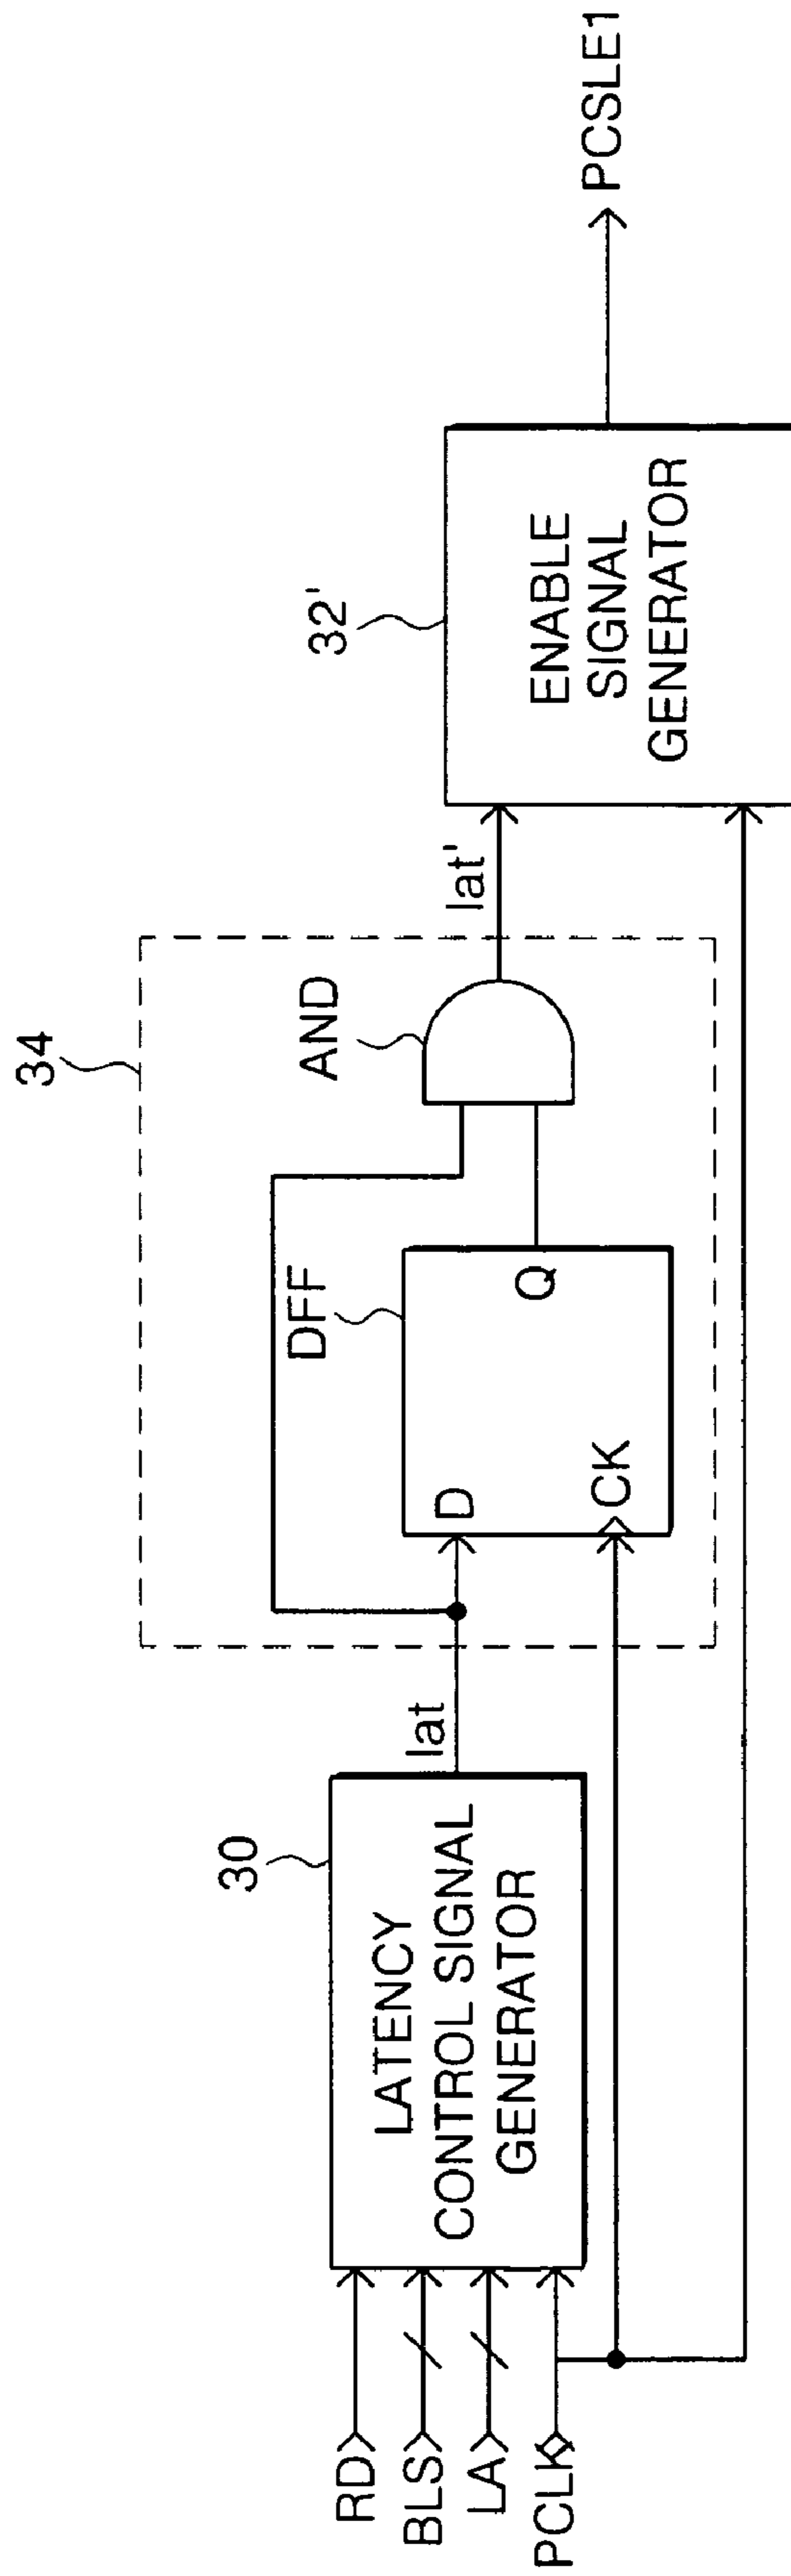 RD
BLS
LA
PCLK
30
LATENCY
CONTROL SIGNAL
GENERATOR
lat
34
DFF
D
CK
Q
AND
lat'
32'
ENABLE
SIGNAL
GENERATOR
PCSLE1